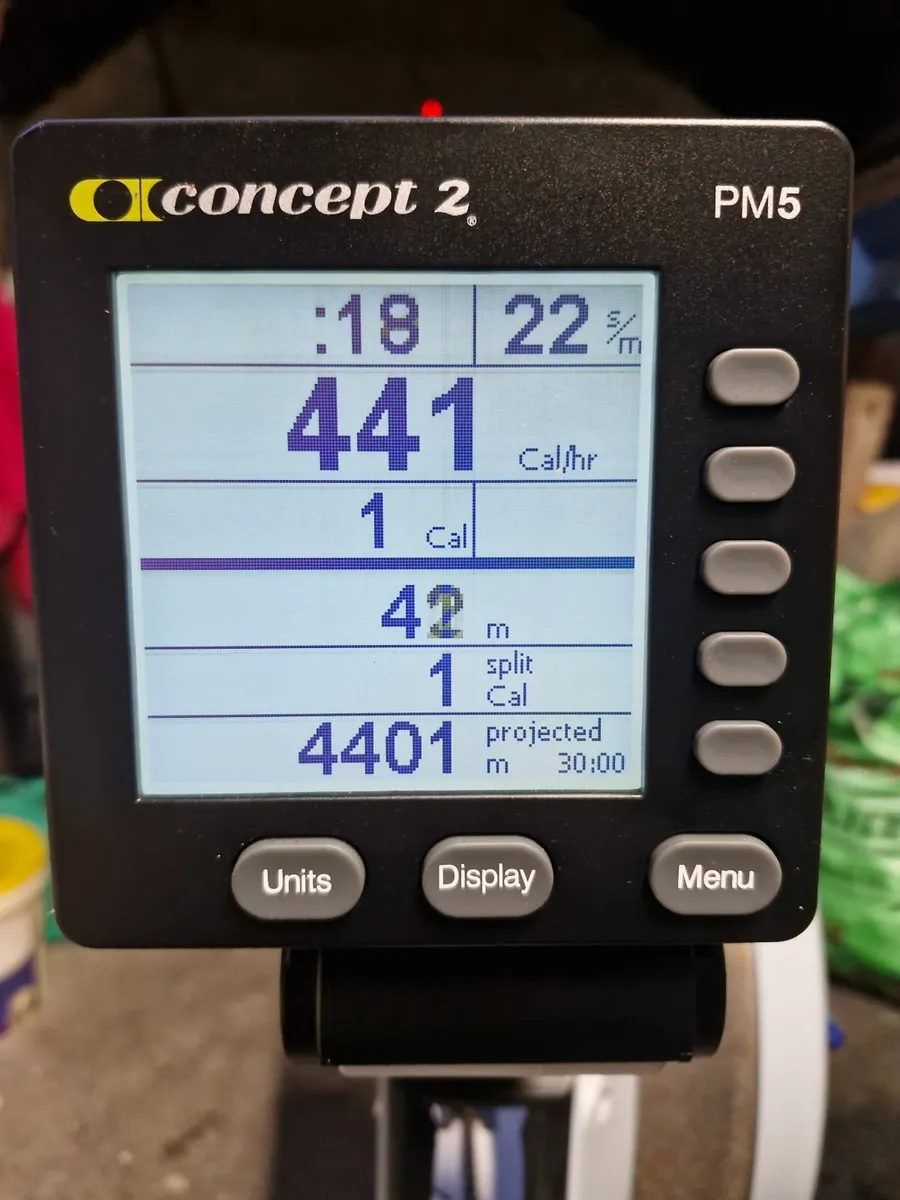 concept 2® PM5
:18 22 s/m
441 Cal/hr
1 Cal
42 m
1 split Cal
4401 projected
m 30:00
Units Display Menu